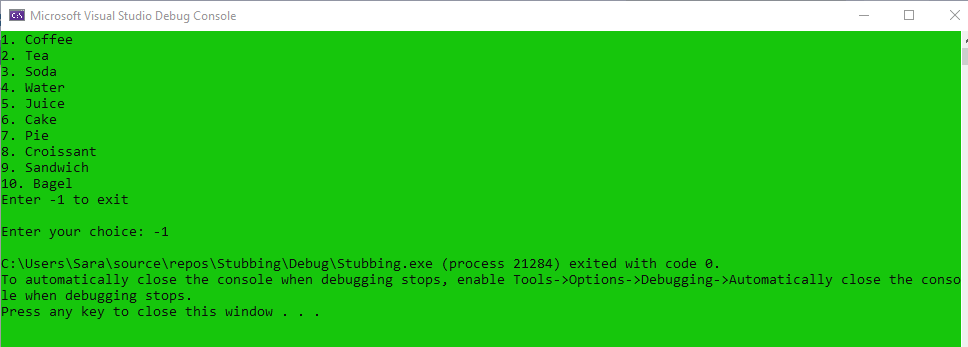 Microsoft Visual Studio Debug Console
1. Coffee
2. Tea
3. Soda
4. Water
5. Juice
6. Cake
7. Pie
8. Croissant
9. Sandwich
10. Bagel
Enter -1 to exit
Enter your choice: -1
C:\Users\Sara\source\repos\Stubbing\Debug\Stubbing.exe (process 21284) exited with code 0.
To automatically close the console when debugging stops, enable Tools->Options->Debugging->Automatically close the conso
le when debugging stops.
Press any key to close this window . . .